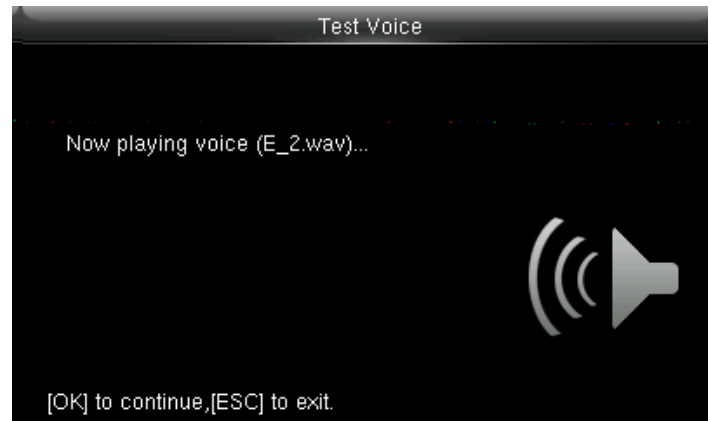 Test Voice
Now playing voice (E_2.wav)...
[OK] to continue,[ESC] to exit.